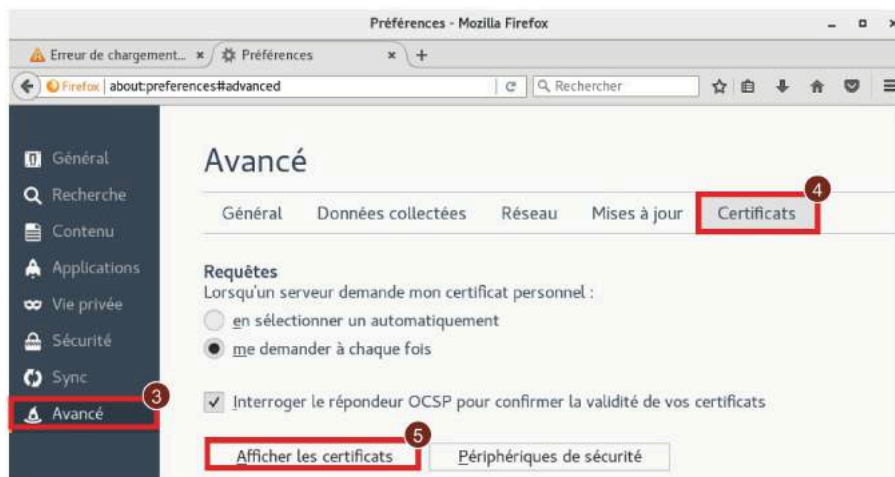 Préférences - Mozilla Firefox
Erreur de chargement... Préférences
Firefox about:preferences#advanced Rechercher
Général
Recherche
Contenu
Applications
Vie privée
Sécurité
Sync
3
Avancé
Avancé
4
Général Données collectées Réseau Mises à jour Certificats
Requêtes
Lorsqu'un serveur demande mon certificat personnel :
en sélectionner un automatiquement
me demander à chaque fois
Interroger le répondeur OCSP pour confirmer la validité de vos certificats
5
Afficher les certificats Périphériques de sécurité